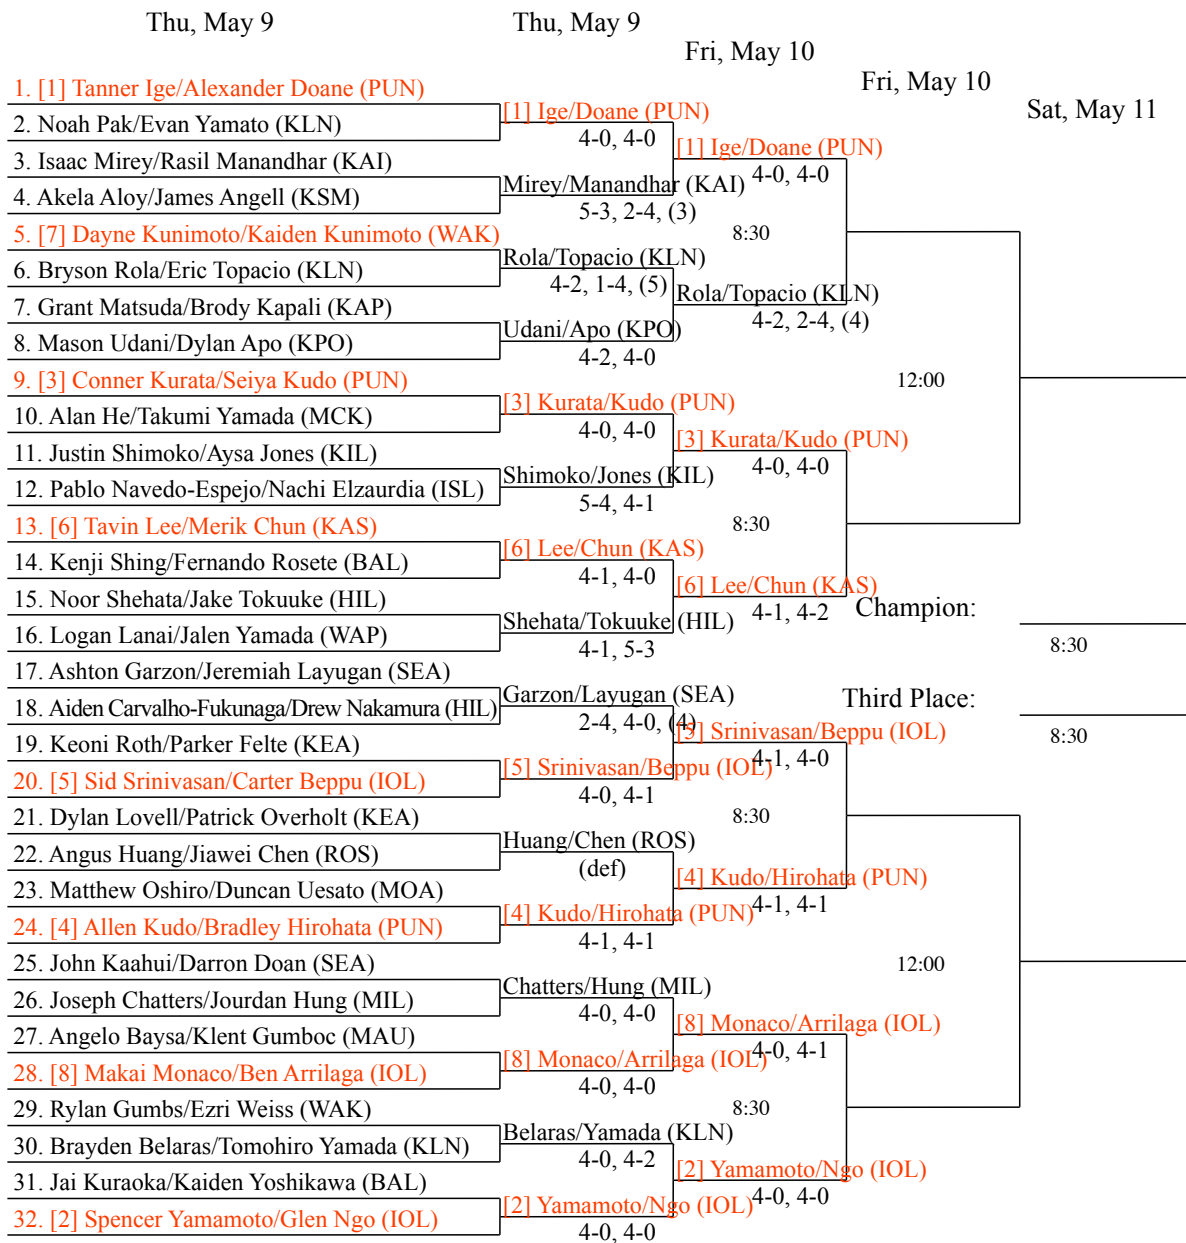 Thu, May 9
Thu, May 9
Fri, May 10
Fri, May 10
Sat, May 11
1. [1] Tanner Ige/Alexander Doane (PUN)
2. Noah Pak/Evan Yamato (KLN)
3. Isaac Mirey/Rasil Manandhar (KAI)
4. Akela Aloy/James Angell (KSM)
5. [7] Dayne Kunimoto/Kaiden Kunimoto (WAK)
6. Bryson Rola/Eric Topacio (KLN)
7. Grant Matsuda/Brody Kapali (KAP)
8. Mason Udani/Dylan Apo (KPO)
9. [3] Conner Kurata/Seiya Kudo (PUN)
10. Alan He/Takumi Yamada (MCK)
11. Justin Shimoko/Aysa Jones (KIL)
12. Pablo Navedo-Espejo/Nachi Elzaurdia (ISL)
13. [6] Tavin Lee/Merik Chun (KAS)
14. Kenji Shing/Fernando Rosete (BAL)
15. Noor Shehata/Jake Tokuuke (HIL)
16. Logan Lanai/Jalen Yamada (WAP)
17. Ashton Garzon/Jeremiah Layugan (SEA)
18. Aiden Carvalho-Fukunaga/Drew Nakamura (HIL)
19. Keoni Roth/Parker Felte (KEA)
20. [5] Sid Srinivasan/Carter Beppu (IOL)
21. Dylan Lovell/Patrick Overholt (KEA)
22. Angus Huang/Jiawei Chen (ROS)
23. Matthew Oshiro/Duncan Uesato (MOA)
24. [4] Allen Kudo/Bradley Hirohata (PUN)
25. John Kaahui/Darron Doan (SEA)
26. Joseph Chatters/Jourdan Hung (MIL)
27. Angelo Baysa/Klent Gumboc (MAU)
28. [8] Makai Monaco/Ben Arrilaga (IOL)
29. Rylan Gumbs/Ezri Weiss (WAK)
30. Brayden Belaras/Tomohiro Yamada (KLN)
31. Jai Kuraoka/Kaiden Yoshikawa (BAL)
32. [2] Spencer Yamamoto/Glen Ngo (IOL)
[1] Ige/Doane (PUN)
4-0, 4-0
Mirey/Manandhar (KAI)
5-3, 2-4, (3)
Rola/Topacio (KLN)
4-2, 1-4, (5)
Udani/Apo (KPO)
4-2, 4-0
[3] Kurata/Kudo (PUN)
4-0, 4-0
Shimoko/Jones (KIL)
5-4, 4-1
[6] Lee/Chun (KAS)
4-1, 4-0
Shehata/Tokuuke (HIL)
4-1, 5-3
Garzon/Layugan (SEA)
2-4, 4-0, (4)
[5] Srinivasan/Beppu (IOL)
4-0, 4-1
Huang/Chen (ROS)
(def)
[4] Kudo/Hirohata (PUN)
4-1, 4-1
Chatters/Hung (MIL)
4-0, 4-0
[8] Monaco/Arrilaga (IOL)
4-0, 4-0
Belaras/Yamada (KLN)
4-0, 4-2
[2] Yamamoto/Ngo (IOL)
4-0, 4-0
[1] Ige/Doane (PUN)
4-0, 4-0
8:30
Rola/Topacio (KLN)
4-2, 2-4, (4)
[3] Kurata/Kudo (PUN)
4-0, 4-0
8:30
[6] Lee/Chun (KAS)
4-1, 4-2
[5] Srinivasan/Beppu (IOL)
4-1, 4-0
8:30
[4] Kudo/Hirohata (PUN)
4-1, 4-1
[8] Monaco/Arrilaga (IOL)
4-0, 4-1
8:30
[2] Yamamoto/Ngo (IOL)
4-0, 4-0
12:00
12:00
Champion:
8:30
Third Place:
8:30